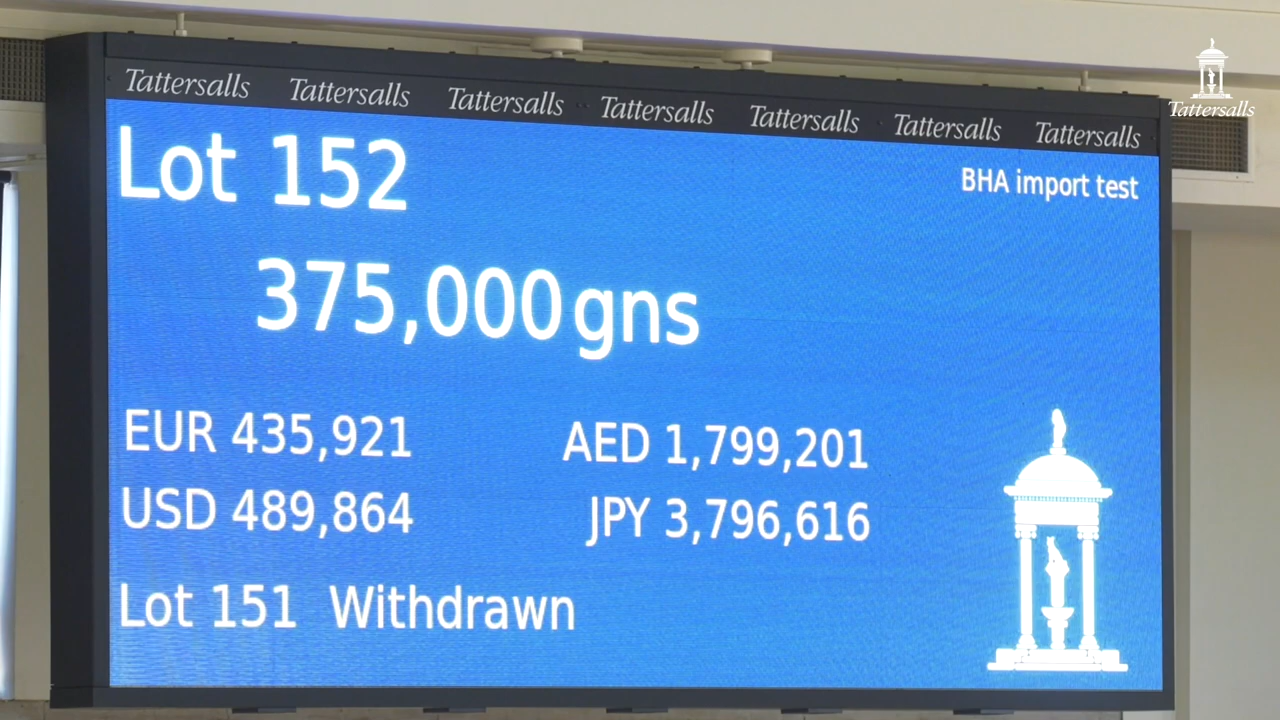 Tattersalls Tattersalls Tattersalls Tattersalls Tattersalls Tattersalls Tattersalls
Tattersalls
Lot 152
BHA import test
375,000 gns
EUR 435,921 AED 1,799,201
USD 489,864 JPY 3,796,616
Lot 151 Withdrawn